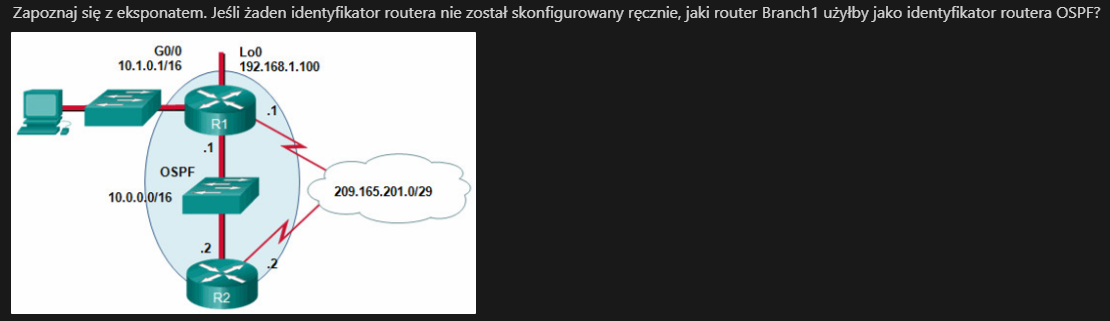 Zapoznaj się z eksponatem. Jeśli żaden identyfikator routera nie został skonfigurowany ręcznie, jaki router Branch1 użyłby jako identyfikator routera OSPF?
G0/0
10.1.0.1/16
Lo0
192.168.1.100
R1
.1
.1
OSPF
10.0.0.0/16
209.165.201.0/29
.2
.2
R2